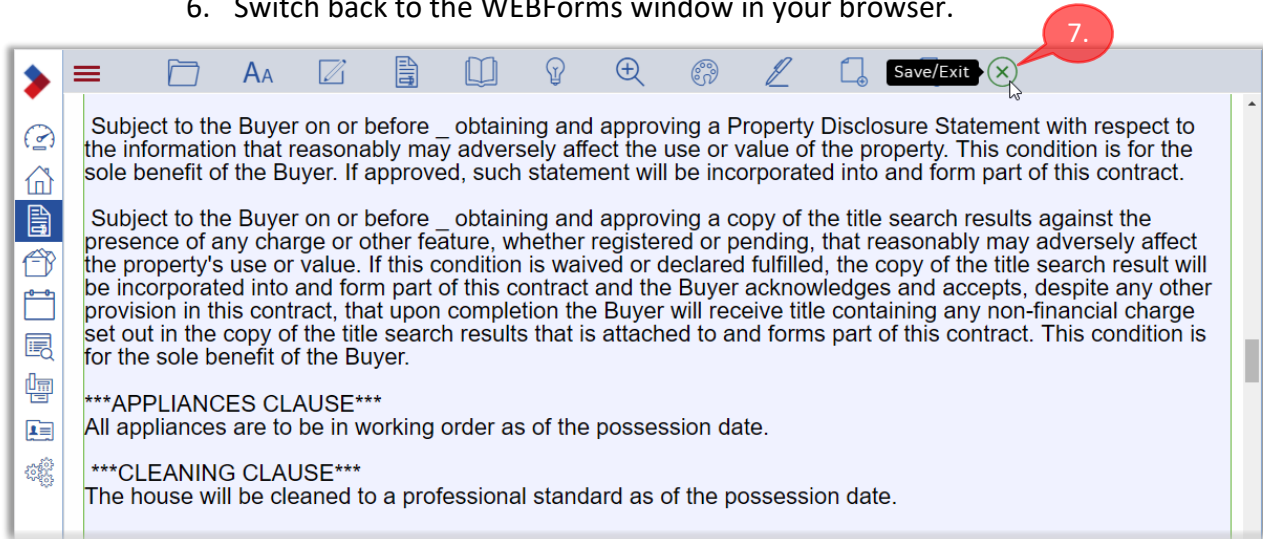 6. Switch back to the WEBForms window in your browser.
7.
AA
Save/Exit
Subject to the Buyer on or before _ obtaining and approving a Property Disclosure Statement with respect to
the information that reasonably may adversely affect the use or value of the property. This condition is for the
sole benefit of the Buyer. If approved, such statement will be incorporated into and form part of this contract.
Subject to the Buyer on or before _ obtaining and approving a copy of the title search results against the
presence of any charge or other feature, whether registered or pending, that reasonably may adversely affect
the property's use or value. If this condition is waived or declared fulfilled, the copy of the title search result will
be incorporated into and form part of this contract and the Buyer acknowledges and accepts, despite any other
provision in this contract, that upon completion the Buyer will receive title containing any non-financial charge
set out in the copy of the title search results that is attached to and forms part of this contract. This condition is
for the sole benefit of the Buyer.
***APPLIANCES CLAUSE***
All appliances are to be in working order as of the possession date.
***CLEANING CLAUSE***
The house will be cleaned to a professional standard as of the possession date.